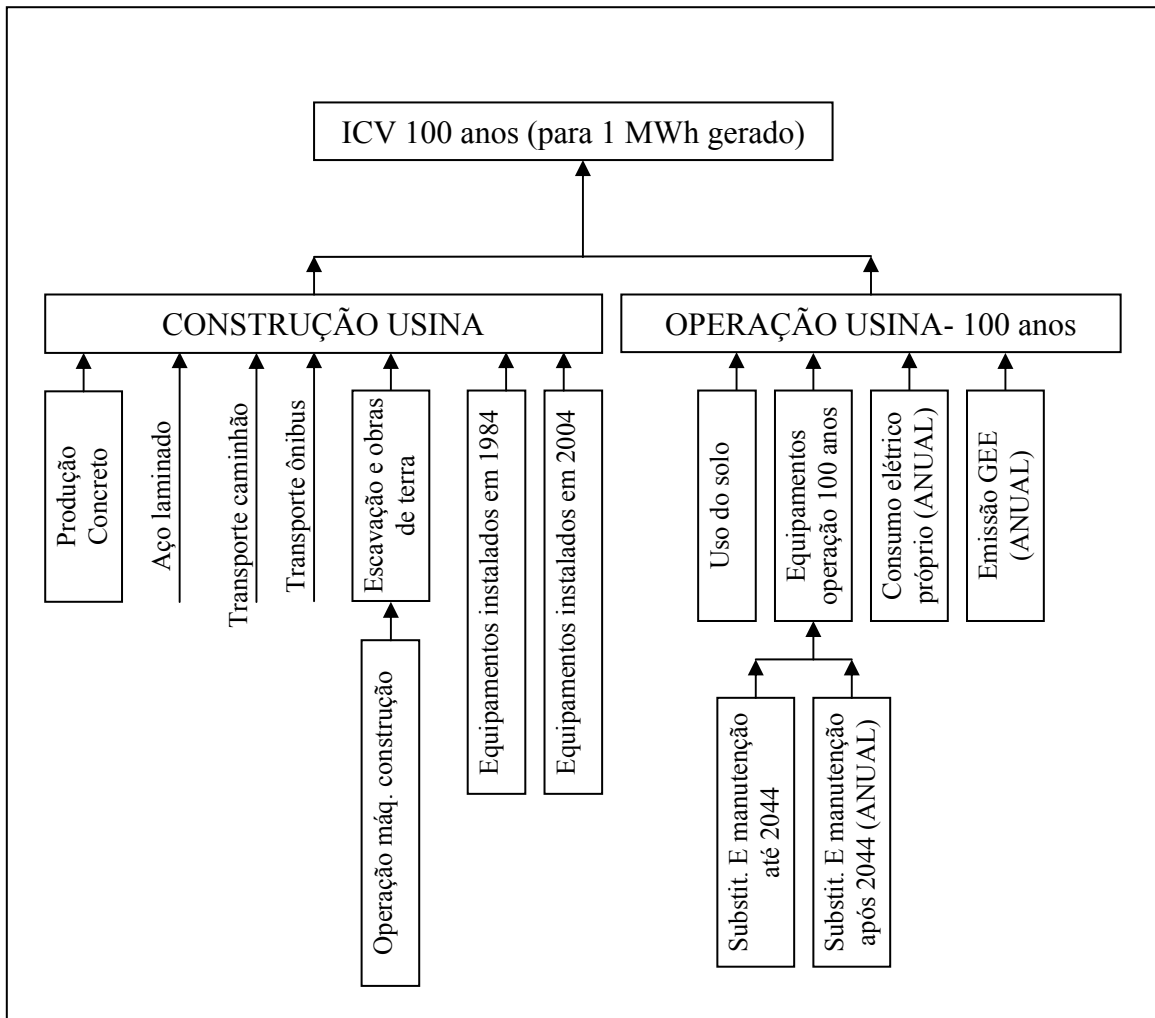 ICV 100 anos (para 1 MWh gerado)
CONSTRUÇÃO USINA
OPERAÇÃO USINA- 100 anos
Produção
Concreto
Aço laminado
Transporte caminhão
Transporte ônibus
Escavação e obras
de terra
Equipamentos instalados em 1984
Equipamentos instalados em 2004
Uso do solo
Equipamentos
operação 100 anos
Consumo elétrico
próprio (ANUAL)
Emissão GEE
(ANUAL)
Operação máq. construção
Substit. E manutenção
até 2044
Substit. E manutenção
após 2044 (ANUAL)